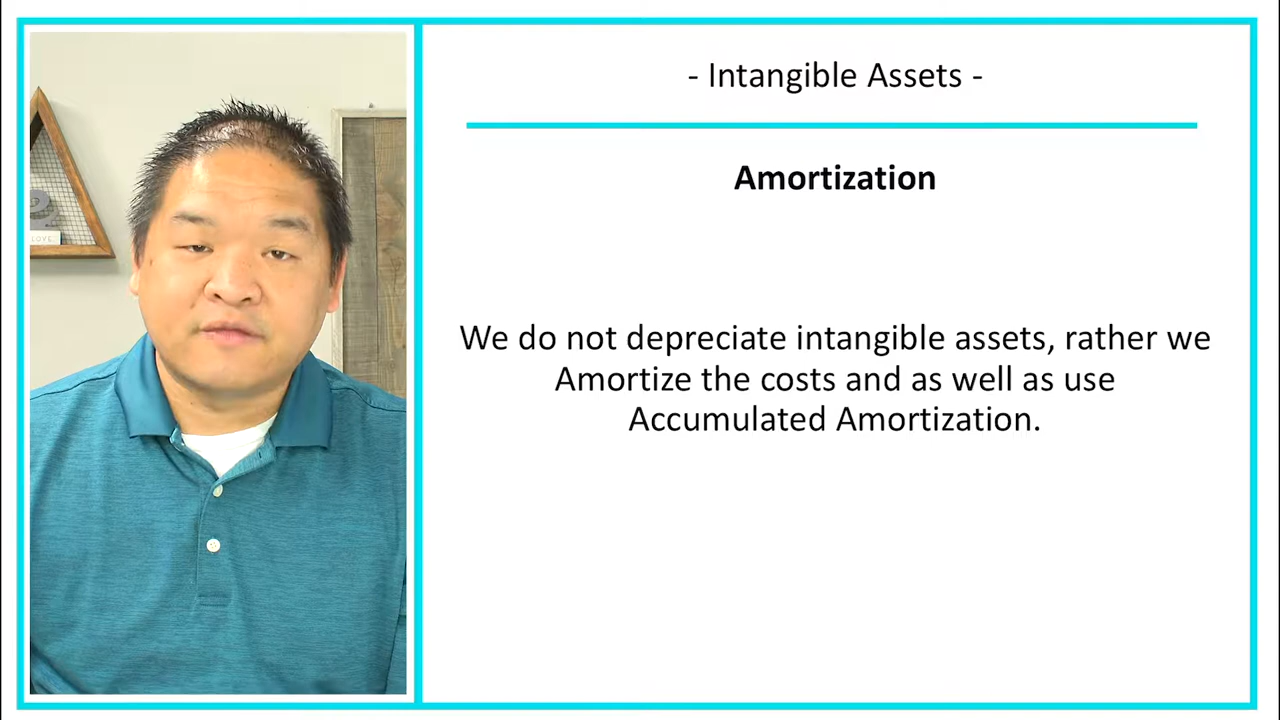 LOVE
- Intangible Assets -
Amortization
We do not depreciate intangible assets, rather we
Amortize the costs and as well as use
Accumulated Amortization.